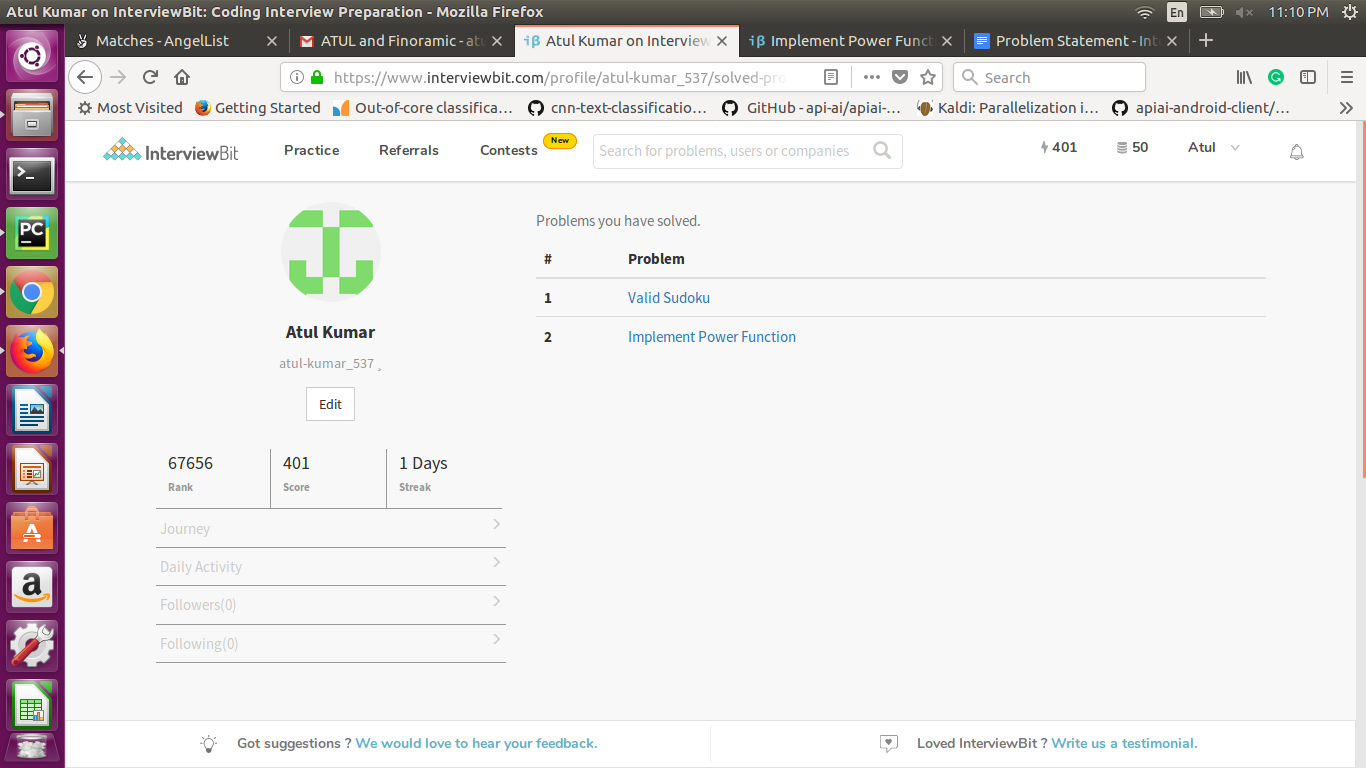 Atul Kumar on InterviewBit: Coding Interview Preparation - Mozilla Firefox
En
11:10 PM
Matches - AngelList
ATUL and Finoramic - atu
Atul Kumar on Interview
Implement Power Funct
Problem Statement - Int
https://www.interviewbit.com/profile/atul-kumar_537/solved-pro
Search
Most Visited
Getting Started
Out-of-core classifica…
cnn-text-classificatio…
GitHub - api-ai/apiai-…
Kaldi: Parallelization i…
apiai-android-client/…
InterviewBit
Practice
Referrals
Contests
New
Search for problems, users or companies
401
50
Atul
Problems you have solved.
# Problem
1 Valid Sudoku
2 Implement Power Function
Atul Kumar
atul-kumar_537
Edit
67656 401 1 Days
Rank Score Streak
Journey
Daily Activity
Followers(0)
Following(0)
Got suggestions ? We would love to hear your feedback.
Loved InterviewBit ? Write us a testimonial.
PC